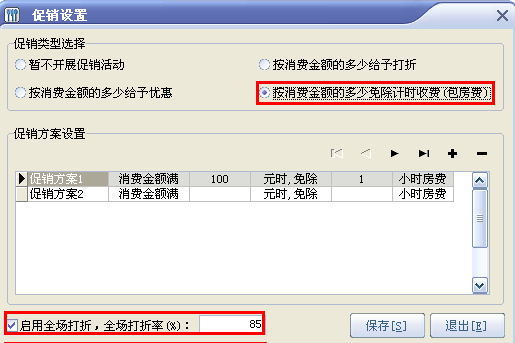 促销设置
促销类型选择
暂不开展促销活动
按消费金额的多少给予打折
按消费金额的多少给予优惠
按消费金额的多少免除计时收费(包房费)
促销方案设置
促销方案1 消费金额满 100 元时,免除 1 小时房费
促销方案2 消费金额满 元时,免除 小时房费
启用全场打折，全场打折率(%)： 85
保存[S] 退出[E]